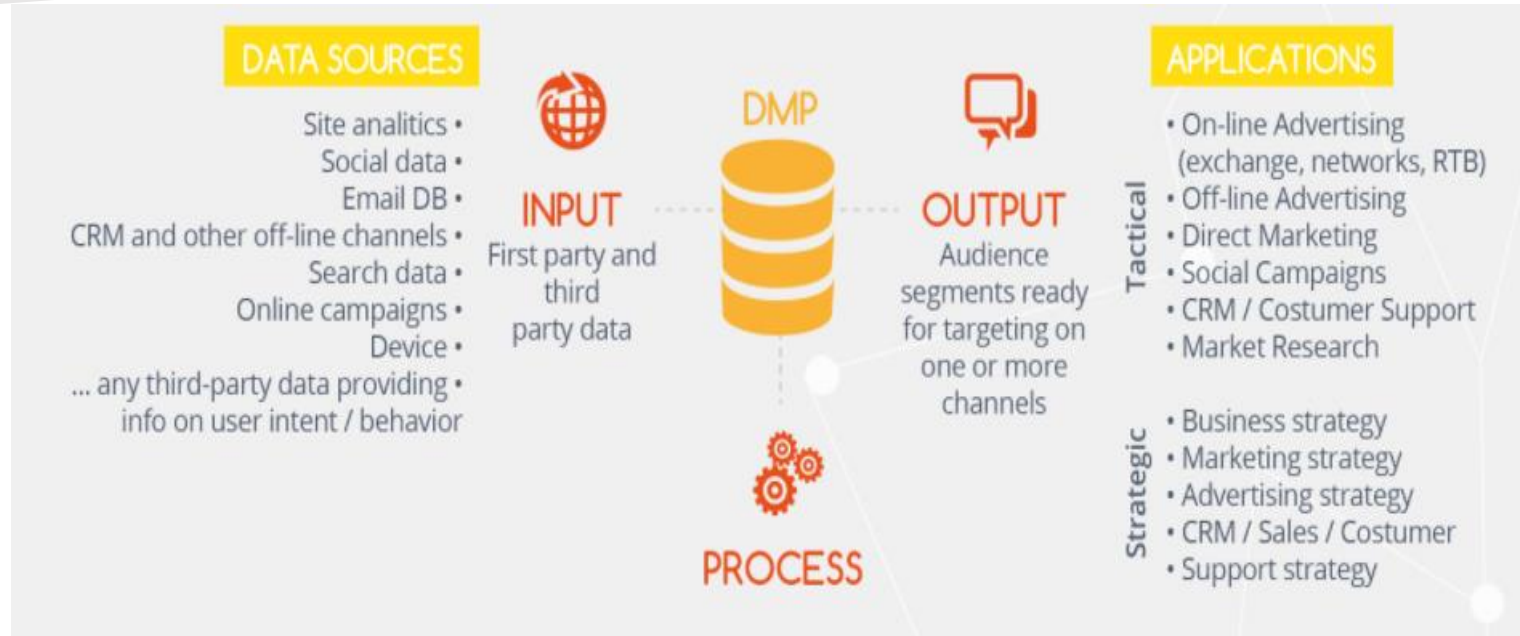 DATA SOURCES
Site analitics •
Social data •
Email DB •
CRM and other off-line channels •
Search data •
Online campaigns •
Device •
... any third-party data providing •
info on user intent / behavior
INPUT
First party and
third
party data
DMP
PROCESS
OUTPUT
Audience
segments ready
for targeting on
one or more
channels
APPLICATIONS
Tactical
• On-line Advertising
(exchange, networks, RTB)
• Off-line Advertising
• Direct Marketing
• Social Campaigns
• CRM / Costumer Support
• Market Research
Strategic
• Business strategy
• Marketing strategy
• Advertising strategy
• CRM / Sales / Costumer
• Support strategy